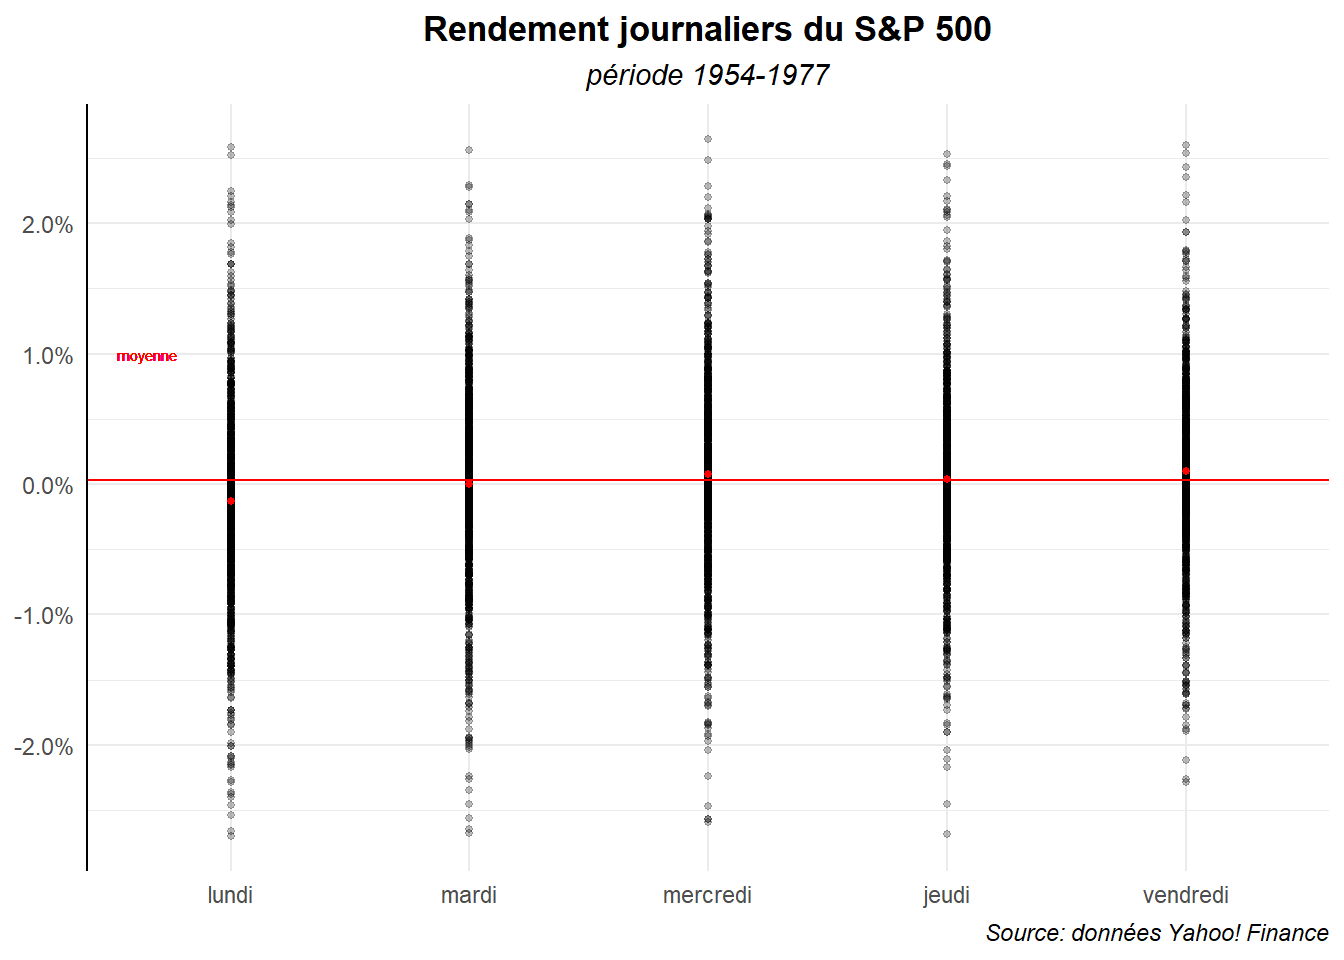 Rendement journaliers du S&P 500
période 1954-1977
2.0%
moyenne
1.0%
0.0%
-1.0%
-2.0%
lundi mardi mercredi jeudi vendredi
Source: données Yahoo! Finance